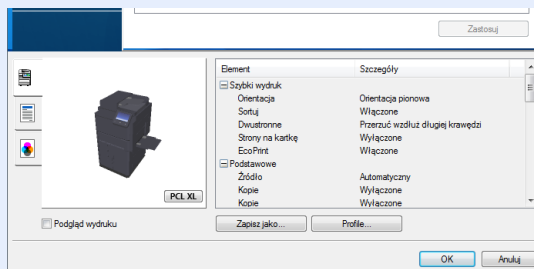 Zastosuj
Element Szczegóły
Szybki wydruk
Orientacja Orientacja pionowa
Sortuj Włączone
Dwustronne Przerzuć wzdłuż długiej krawędzi
Strony na kartkę Wyłączone
EcoPrint Włączone
Podstawowe
Źródło Automatyczny
Kopie Wyłączone
Kopie Wyłączone
PCL XL
Podgląd wydruku Zapisz jako... Profile...
OK Anuluj